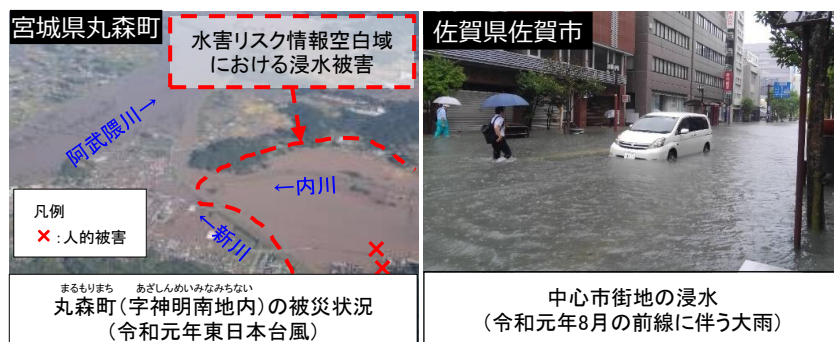 宮城県丸森町
水害リスク情報空白域
における浸水被害
阿武隈川→
←内川
←新川
凡例
×：人的被害
まるもりまち あざしんめいみなみちない
丸森町（字神明南地内）の被災状況
（令和元年東日本台風）
佐賀県佐賀市
中心市街地の浸水
（令和元年8月の前線に伴う大雨）